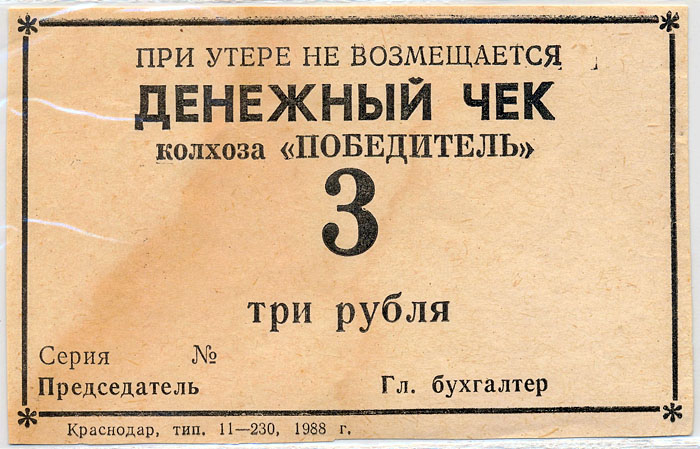 ПРИ УТЕРЕ НЕ ВОЗМЕЩАЕТСЯ
ДЕНЕЖНЫЙ ЧЕК
колхоза «ПОБЕДИТЕЛЬ»
3
три рубля
Серия №
Председатель Гл. бухгалтер
Краснодар, тип. 11—230, 1988 г.